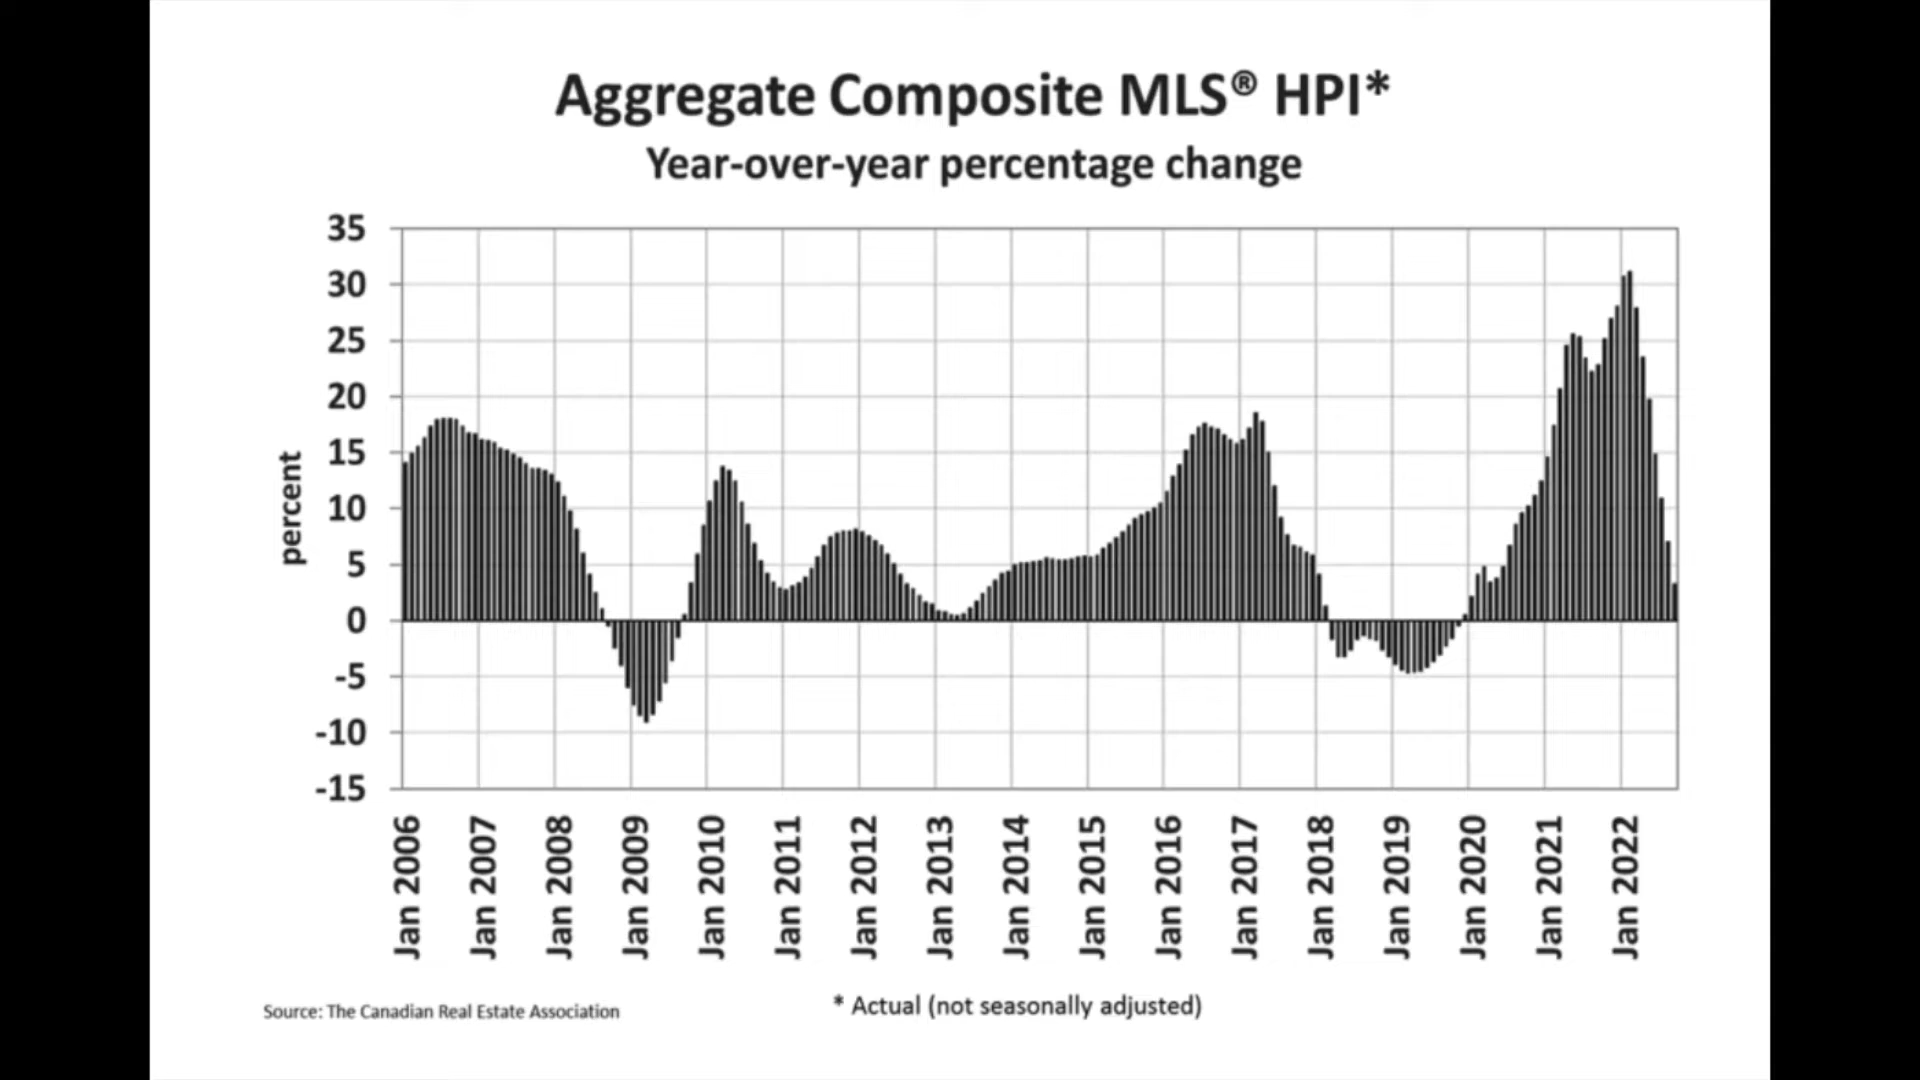 Aggregate Composite MLS® HPI*
Year-over-year percentage change
percent
35
30
25
20
15
10
5
0
-5
-10
-15
Jan 2006
Jan 2007
Jan 2008
Jan 2009
Jan 2010
Jan 2011
Jan 2012
Jan 2013
Jan 2014
Jan 2015
Jan 2016
Jan 2017
Jan 2018
Jan 2019
Jan 2020
Jan 2021
Jan 2022
Source: The Canadian Real Estate Association
* Actual (not seasonally adjusted)